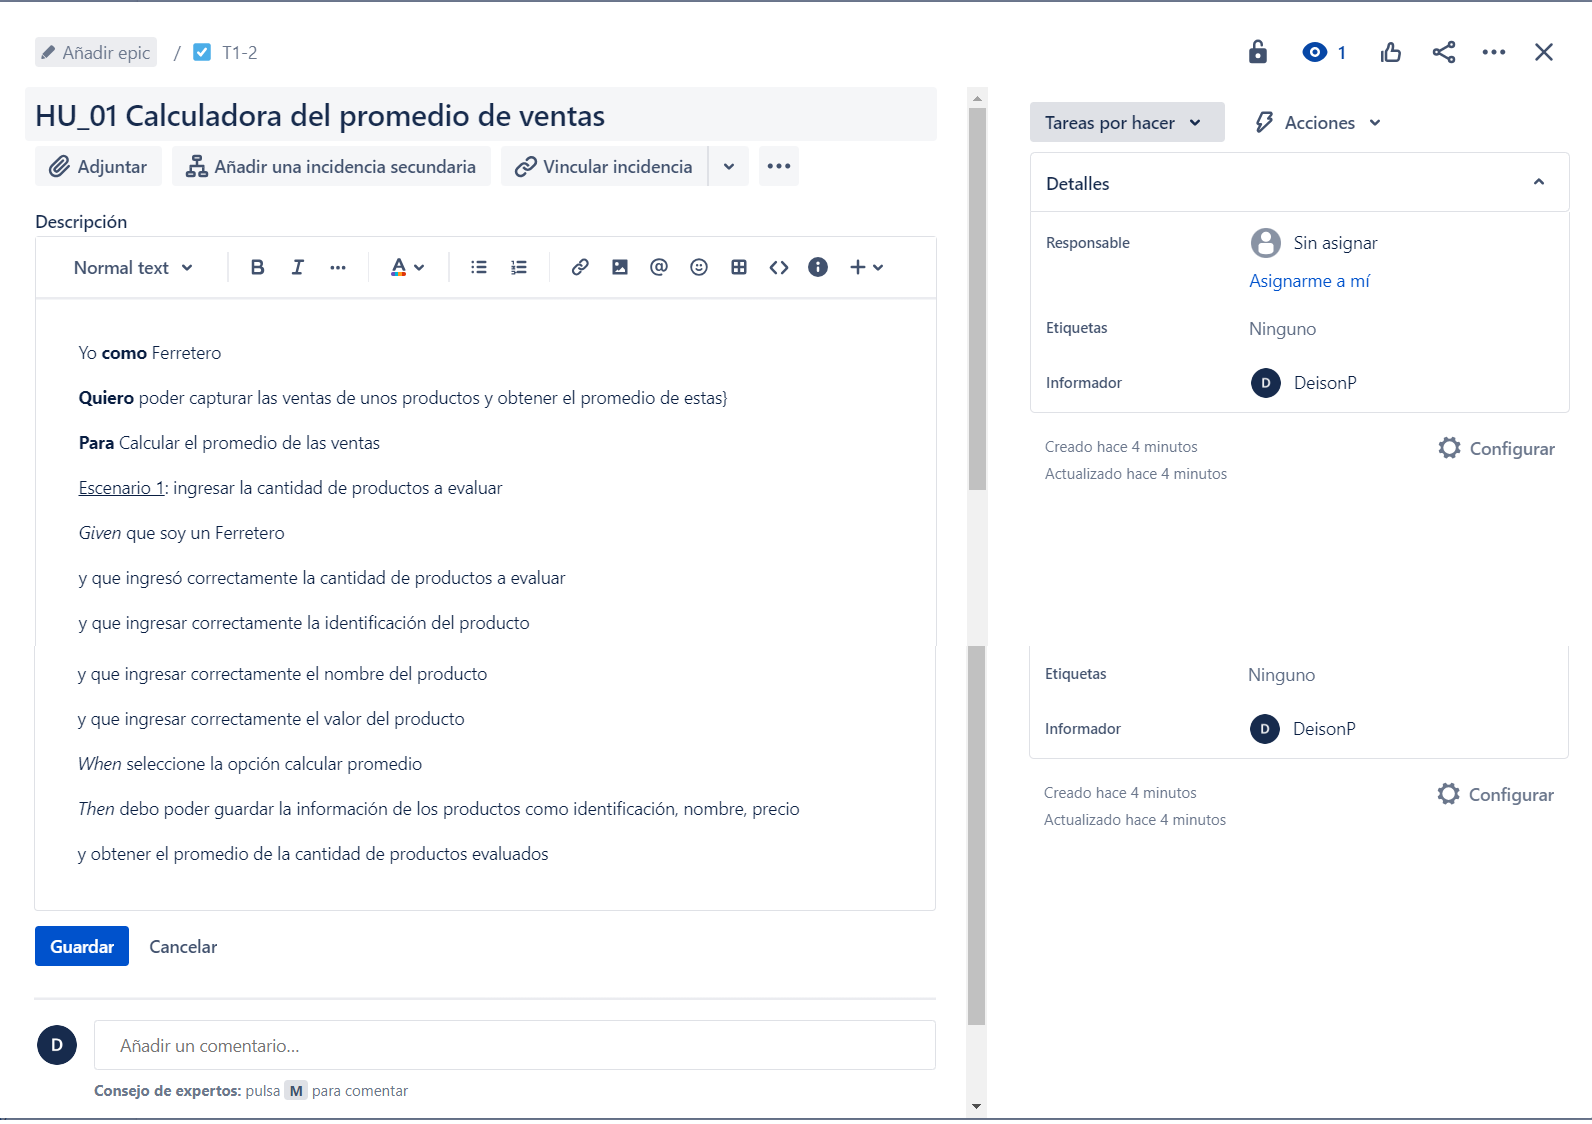 Añadir epic / T1-2
1
HU_01 Calculadora del promedio de ventas
Adjuntar
Añadir una incidencia secundaria
Vincular incidencia
Descripción
Normal text
B I A
Yo como Ferretero
Quiero poder capturar las ventas de unos productos y obtener el promedio de estas}
Para Calcular el promedio de las ventas
Escenario 1: ingresar la cantidad de productos a evaluar
Given que soy un Ferretero
y que ingresó correctamente la cantidad de productos a evaluar
y que ingresar correctamente la identificación del producto
y que ingresar correctamente el nombre del producto
y que ingresar correctamente el valor del producto
When seleccione la opción calcular promedio
Then debo poder guardar la información de los productos como identificación, nombre, precio
y obtener el promedio de la cantidad de productos evaluados
Guardar
Cancelar
D
Añadir un comentario...
Consejo de expertos: pulsa M para comentar
Tareas por hacer
Acciones
Detalles
Responsable
Sin asignar
Asignarme a mí
Etiquetas
Ninguno
Informador
D DeisonP
Creado hace 4 minutos
Actualizado hace 4 minutos
Configurar
Etiquetas
Ninguno
Informador
D DeisonP
Creado hace 4 minutos
Actualizado hace 4 minutos
Configurar